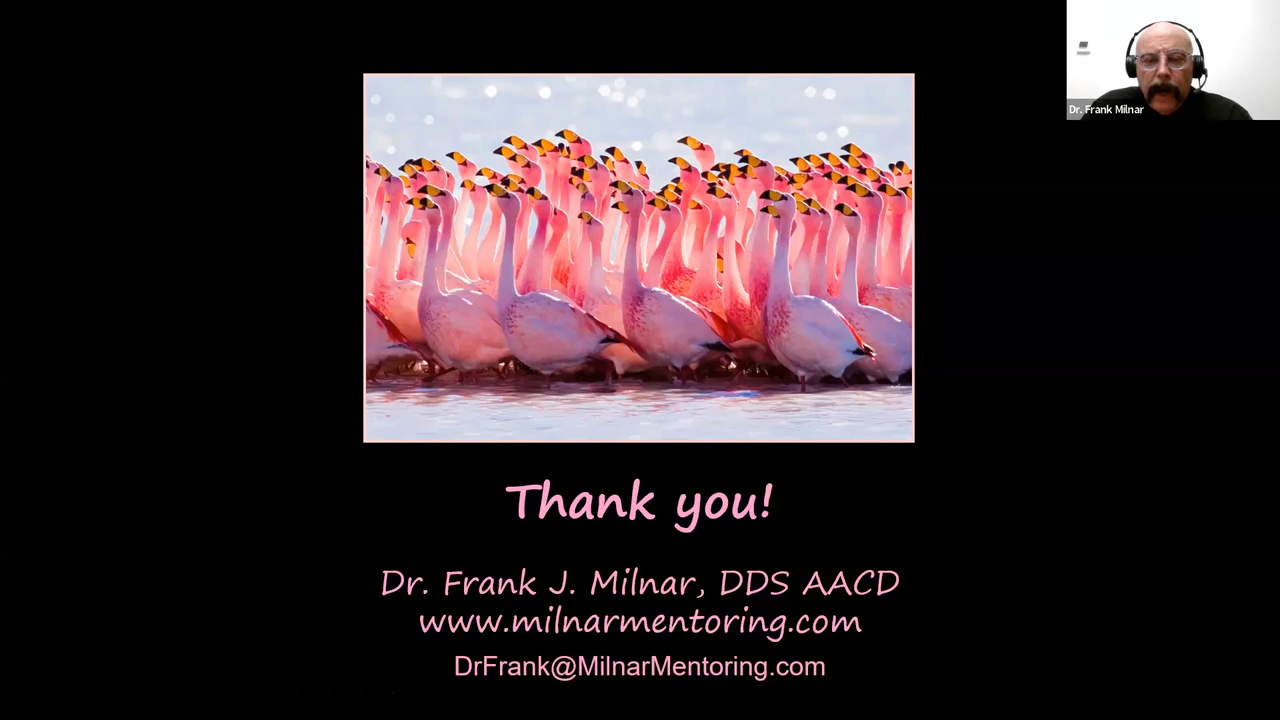 Dr. Frank Milnar
Thank you!
Dr. Frank J. Milnar, DDS AACD
www.milnarmentoring.com
DrFrank@MilnarMentoring.com